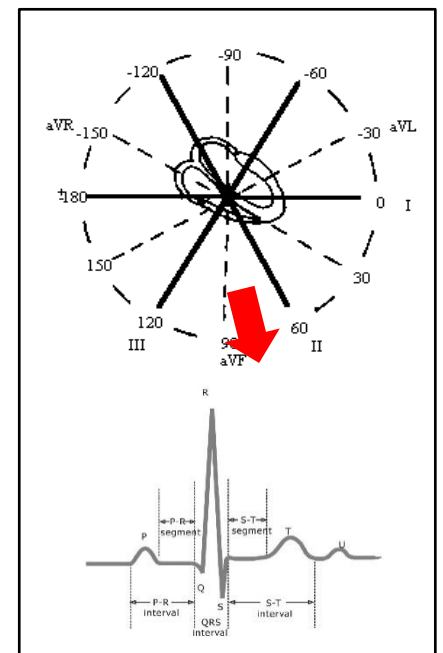 -90
-120
-60
aVR
-150
-30
aVL
±180
0
I
150
30
120
60
III
II
aVF
R
P-R
segment
S-T
segment
P
T
U
Q
S
P-R
interval
QRS
interval
S-T
interval